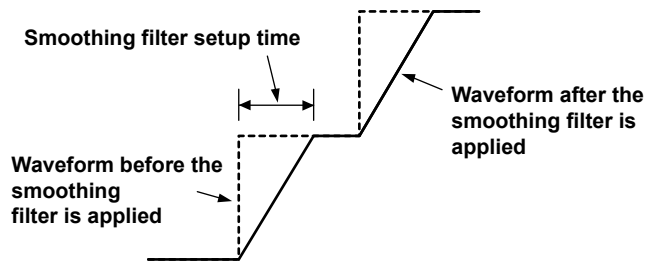 Smoothing filter setup time
Waveform after the
smoothing filter is
applied
Waveform before the
smoothing
filter is applied